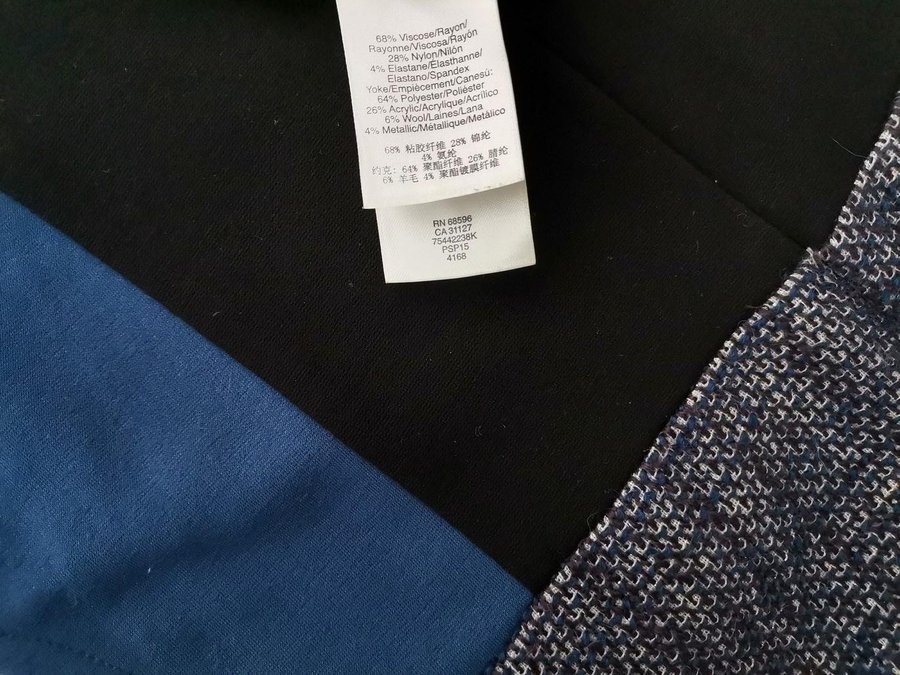 68% Viscose/Rayon/
Rayonne/Viscosa/Rayón
28% Nylon/Nilón
4% Elastane/Elasthanne/
Elastano/Spandex
Yoke/Empiècement/Canesú:
64% Polyester/Poliéster
26% Acrylic/Acrylique/Acrílico
6% Wool/Laines/Lana
4% Metallic/Métallique/Metálico
68% 粘胶纤维 28% 锦纶
4% 氨纶
约克: 64% 聚酯纤维 26% 腈纶
6% 羊毛 4% 聚酯镀膜纤维
RN 68596
CA 31127
75442238K
PSP15
4168